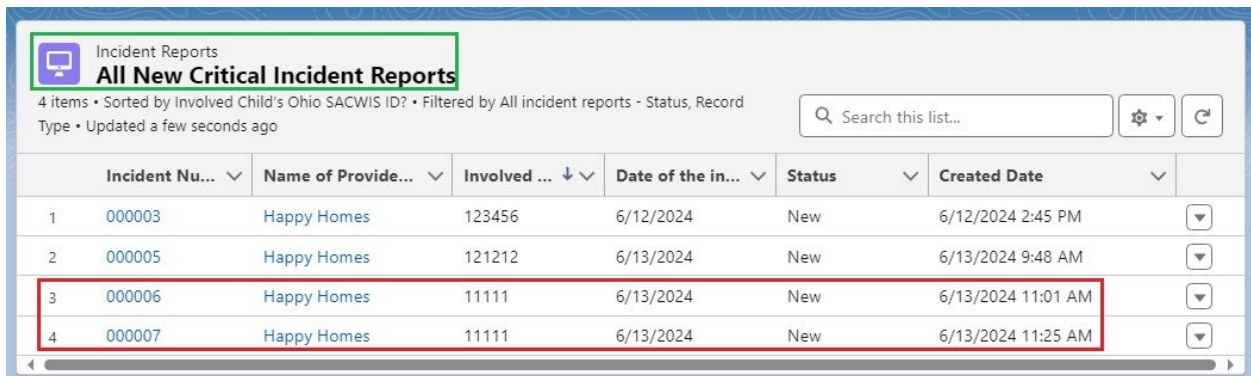 Incident Reports
All New Critical Incident Reports
4 items • Sorted by Involved Child's Ohio SACWIS ID? • Filtered by All incident reports - Status, Record
Type • Updated a few seconds ago
Search this list...
Incident Nu... Name of Provide... Involved ... Date of the in... Status Created Date
1 000003 Happy Homes 123456 6/12/2024 New 6/12/2024 2:45 PM
2 000005 Happy Homes 121212 6/13/2024 New 6/13/2024 9:48 AM
3 000006 Happy Homes 11111 6/13/2024 New 6/13/2024 11:01 AM
4 000007 Happy Homes 11111 6/13/2024 New 6/13/2024 11:25 AM